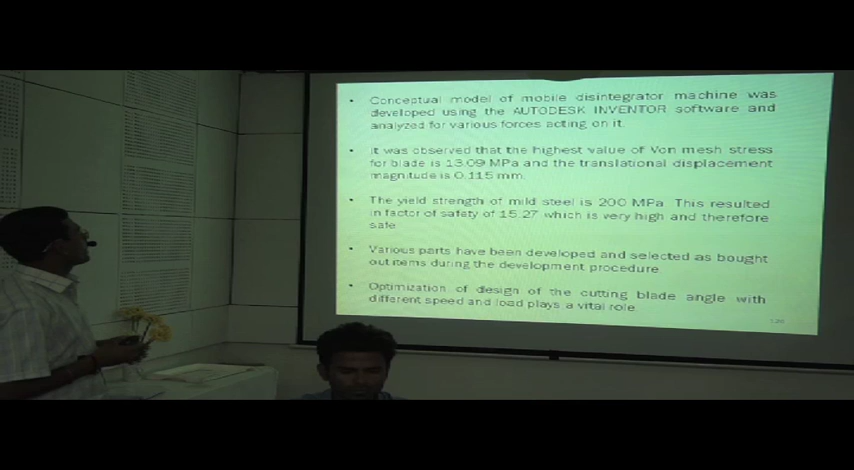 • Conceptual model of mobile disintegrator machine was
developed using the AUTODESK INVENTOR software and
analyzed for various forces acting on it.
• It was observed that the highest value of Von mesh stress
for blade is 13.09 MPa and the translational displacement
magnitude is 0.115 mm.
• The yield strength of mild steel is 200 MPa. This resulted
in factor of safety of 15.27 which is very high and therefore
safe
• Various parts have been developed and selected as bought
out items during the development procedure
• Optimization of design of the cutting blade angle with
different speed and load plays a vital role